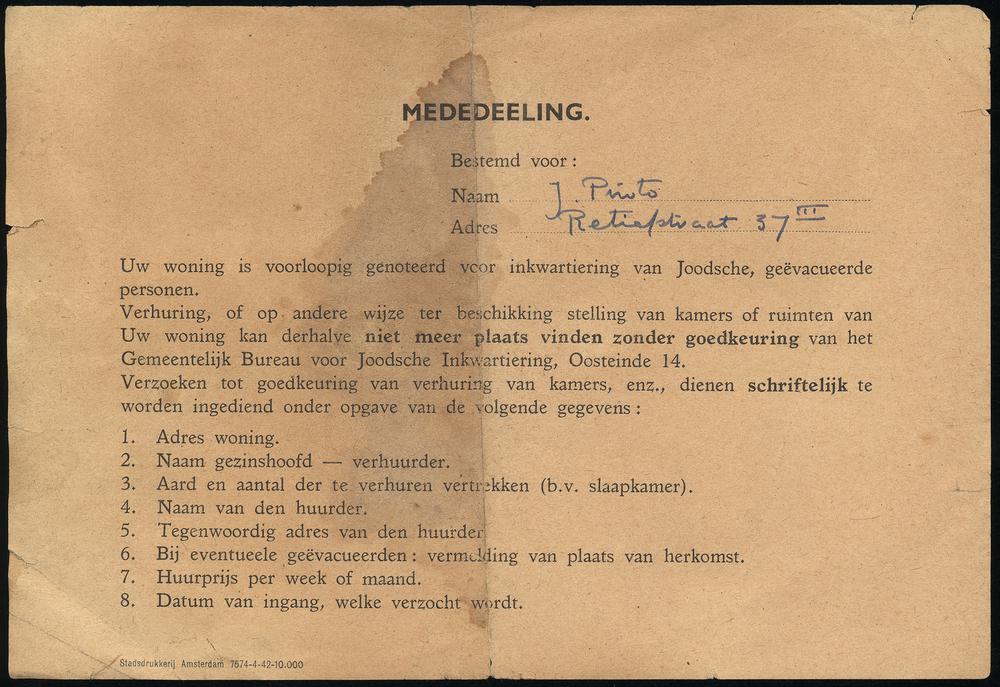 MEDEDEELING.
Bestemd voor :
Naam J. Pinto
Adres Retiefstraat 37 III
Uw woning is voorloopig genoteerd voor inkwartiering van Joodsche, geëvacueerde
personen.
Verhuring, of op andere wijze ter beschikking stelling van kamers of ruimten van
Uw woning kan derhalve niet meer plaats vinden zonder goedkeuring van het
Gemeentelijk Bureau voor Joodsche Inkwartiering, Oosteinde 14.
Verzoeken tot goedkeuring van verhuring van kamers, enz., dienen schriftelijk te
worden ingediend onder opgave van de volgende gegevens :
1. Adres woning.
2. Naam gezinshoofd — verhuurder.
3. Aard en aantal der te verhuren vertrekken (b.v. slaapkamer).
4. Naam van den huurder.
5. Tegenwoordig adres van den huurder
6. Bij eventueele geëvacueerden : vermelding van plaats van herkomst.
7. Huurprijs per week of maand.
8. Datum van ingang, welke verzocht wordt.
Stadsdrukkerij Amsterdam 7574-4-42-10.000